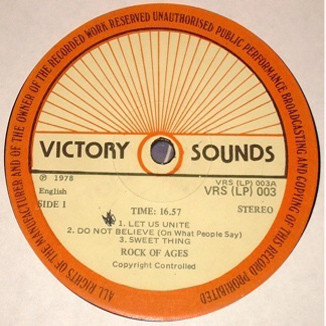 ALL RIGHTS OF THE MANUFACTURER AND OF THE OWNER OF THE RECORDED WORK RESERVED UNAUTHORISED PUBLIC PERFORMANCE BROADCASTING AND COPYING OF THIS RECORD PROHIBITED
VICTORY SOUNDS
℗ 1978
VRS (LP) 003A
English
VRS (LP) 003
SIDE 1
TIME: 16.57
STEREO
1. LET US UNITE
2. DO NOT BELIEVE (On What People Say)
3. SWEET THING
ROCK OF AGES
Copyright Controlled